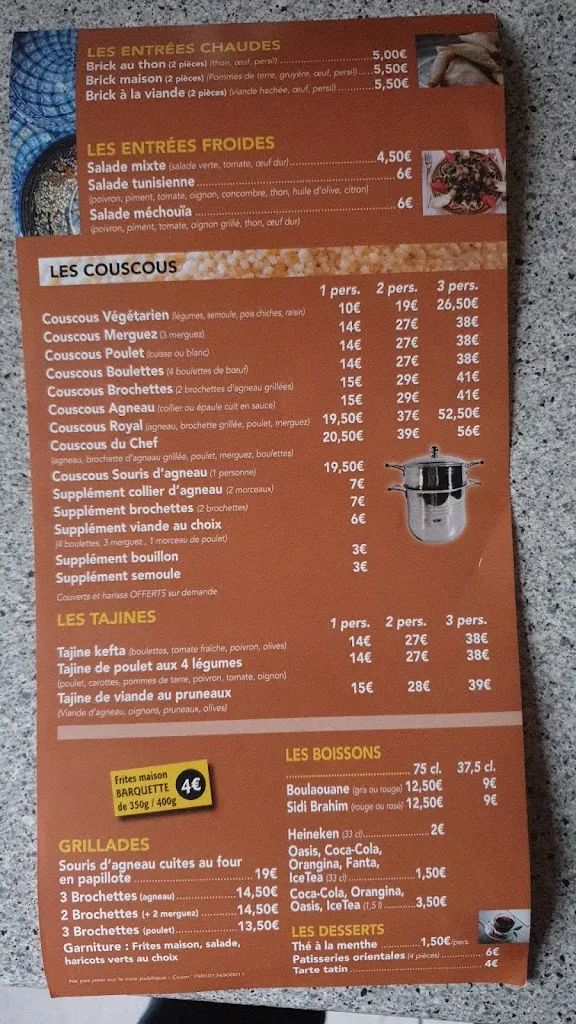 LES ENTRÉES CHAUDES
Brick au thon (2 pièces) (thon, œuf, persil) 5,00€
Brick maison (2 pièces) (Pommes de terre, gruyère, œuf, persil) 5,50€
Brick à la viande (2 pièces) (Viande hachée, œuf, persil) 5,50€
LES ENTRÉES FROIDES
Salade mixte (salade verte, tomate, œuf dur) 4,50€
Salade tunisienne 6€
(poivron, piment, tomate, oignon, concombre, thon, huile d'olive, citron)
Salade méchouïa 6€
(poivron, piment, tomate, oignon grillé, thon, œuf dur)
LES COUSCOUS
1 pers. 2 pers. 3 pers.
Couscous Végétarien (légumes, semoule, pois chiches, raisin) 10€ 19€ 26,50€
Couscous Merguez (3 merguez) 14€ 27€ 38€
Couscous Poulet (cuisse ou blanc) 14€ 27€ 38€
Couscous Boulettes (4 boulettes de bœuf) 14€ 27€ 38€
Couscous Brochettes (2 brochettes d'agneau grillées) 15€ 29€ 41€
Couscous Agneau (collier ou épaule cuit en sauce) 15€ 29€ 41€
Couscous Royal (agneau, brochette grillée, poulet, merguez) 19,50€ 37€ 52,50€
Couscous du Chef 20,50€ 39€ 56€
(agneau, brochette d'agneau grillée, poulet, merguez, boulettes)
Couscous Souris d'agneau (1 personne) 19,50€
Supplément collier d'agneau (2 morceaux) 7€
Supplément brochettes (2 brochettes) 7€
Supplément viande au choix 6€
(4 boulettes, 3 merguez , 1 morceau de poulet)
Supplément bouillon 3€
Supplément semoule 3€
Couverts et harissa OFFERTS sur demande
LES TAJINES
1 pers. 2 pers. 3 pers.
Tajine kefta (boulettes, tomate fraîche, poivron, olives) 14€ 27€ 38€
Tajine de poulet aux 4 légumes 14€ 27€ 38€
(poulet, carottes, pommes de terre, poivron, tomate, oignon)
Tajine de viande au pruneaux 15€ 28€ 39€
(Viande d'agneau, oignons, pruneaux, olives)
Frites maison
BARQUETTE
de 350g / 400g
4€
GRILLADES
Souris d'agneau cuites au four
en papillote 19€
3 Brochettes (agneau) 14,50€
2 Brochettes (+ 2 merguez) 14,50€
3 Brochettes (poulet) 13,50€
Garniture : Frites maison, salade,
haricots verts au choix
LES BOISSONS
75 cl. 37,5 cl.
Boulaouane (gris ou rouge) 12,50€ 9€
Sidi Brahim (rouge ou rosé) 12,50€ 9€
Heineken (33 cl) 2€
Oasis, Coca-Cola,
Orangina, Fanta,
IceTea (33 cl) 1,50€
Coca-Cola, Orangina,
Oasis, IceTea (1,5 l) 3,50€
LES DESSERTS
Thé à la menthe 1,50€/pers.
Patisseries orientales (4 pièces) 6€
Tarte tatin 4€
Ne pas jeter sur la voie publique -